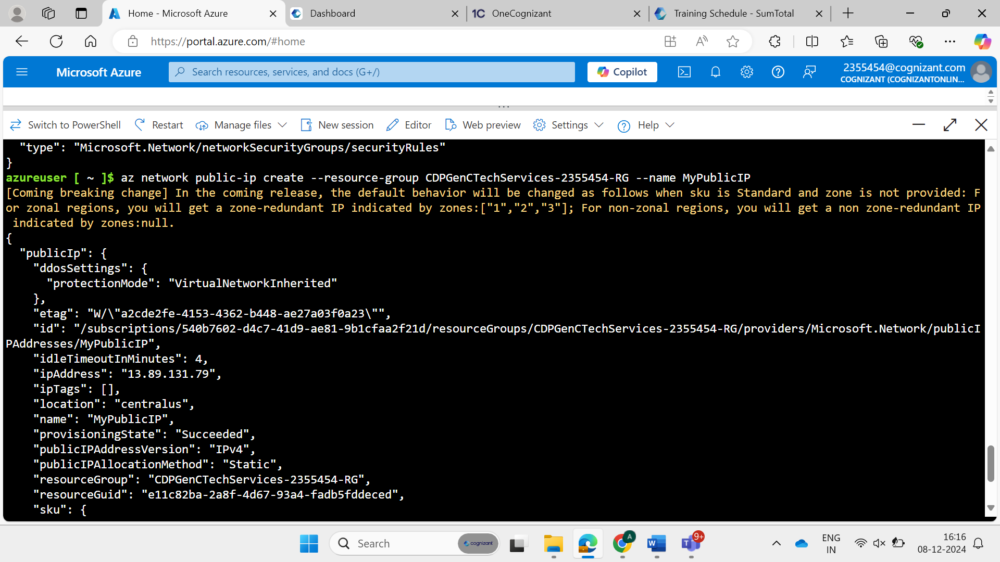 Home - Microsoft Azure
Dashboard
1C OneCognizant
Training Schedule - SumTotal
https://portal.azure.com/#home
Microsoft Azure
Search resources, services, and docs (G+/)
Copilot
2355454@cognizant.com
COGNIZANT (COGNIZANTONLIN...
Switch to PowerShell Restart Manage files New session Editor Web preview Settings Help
"type": "Microsoft.Network/networkSecurityGroups/securityRules"
}
azureuser [ ~ ]$ az network public-ip create --resource-group CDPGenCTechServices-2355454-RG --name MyPublicIP
[Coming breaking change] In the coming release, the default behavior will be changed as follows when sku is Standard and zone is not provided: F
or zonal regions, you will get a zone-redundant IP indicated by zones:["1","2","3"]; For non-zonal regions, you will get a non zone-redundant IP
indicated by zones:null.
{
"publicIp": {
"ddosSettings": {
"protectionMode": "VirtualNetworkInherited"
},
"etag": "W/\"a2cde2fe-4153-4362-b448-ae27a03f0a23\"",
"id": "/subscriptions/540b7602-d4c7-41d9-ae81-9b1cfaa2f21d/resourceGroups/CDPGenCTechServices-2355454-RG/providers/Microsoft.Network/publicI
PAddresses/MyPublicIP",
"idleTimeoutInMinutes": 4,
"ipAddress": "13.89.131.79",
"ipTags": [],
"location": "centralus",
"name": "MyPublicIP",
"provisioningState": "Succeeded",
"publicIPAddressVersion": "IPv4",
"publicIPAllocationMethod": "Static",
"resourceGroup": "CDPGenCTechServices-2355454-RG",
"resourceGuid": "e11c82ba-2a8f-4d67-93a4-fadb5fddeced",
"sku": {
Search
cognizant
A
W
T
9+
ENG
IN
16:16
08-12-2024